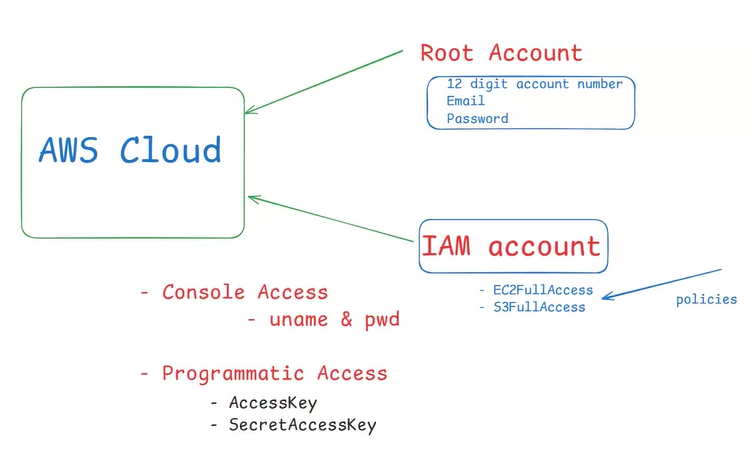 Root Account
12 digit account number
Email
Password
AWS Cloud
IAM account
- EC2FullAccess
- S3FullAccess
policies
- Console Access
- uname & pwd
- Programmatic Access
- AccessKey
- SecretAccessKey